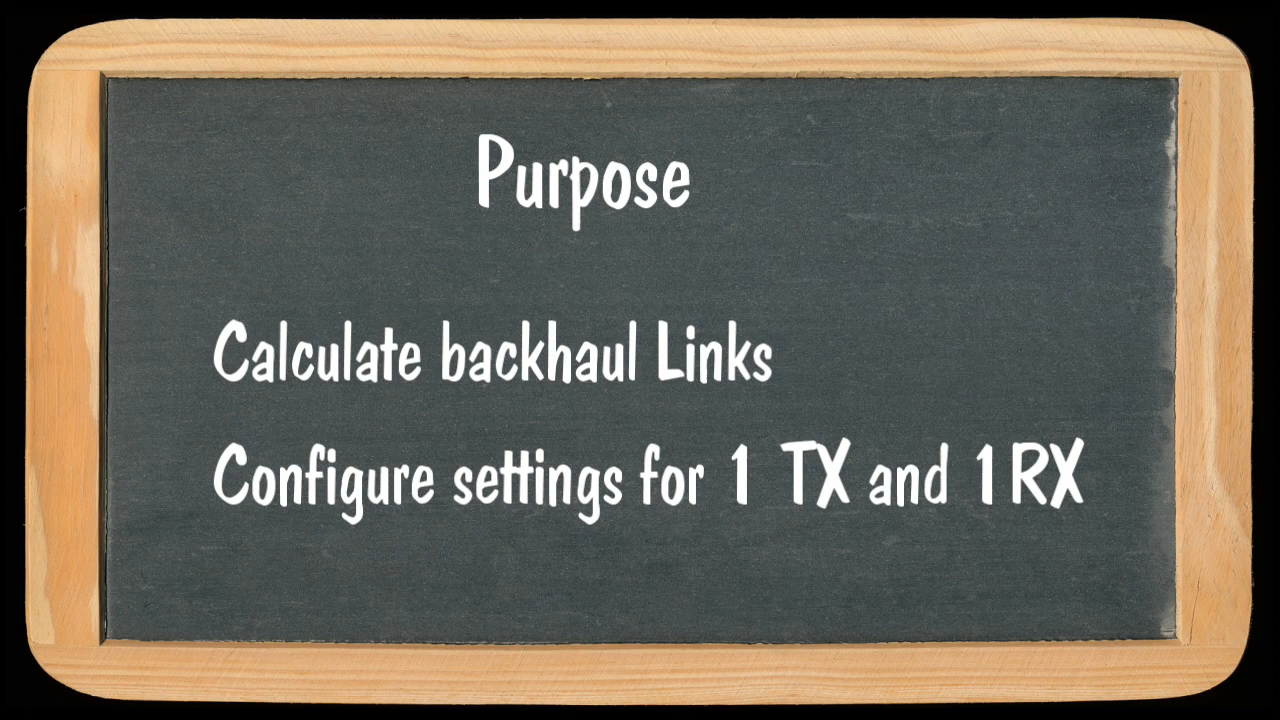 Purpose
Calculate backhaul Links
Configure settings for 1 TX and 1 RX